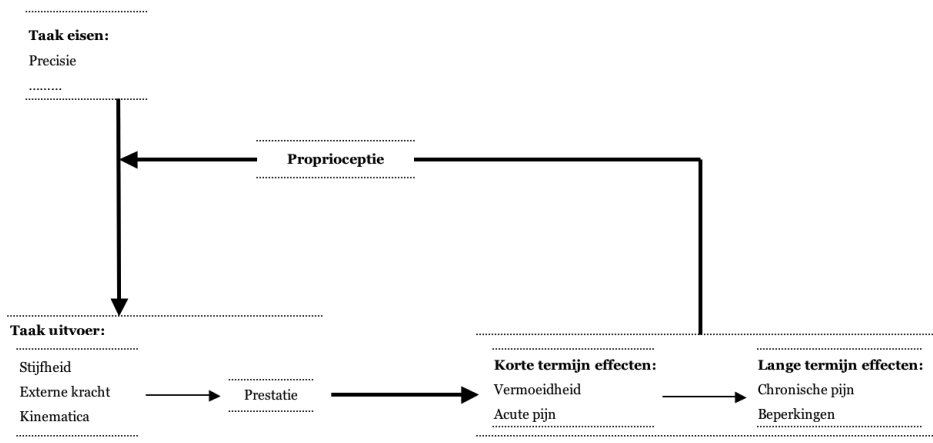 Taak eisen:
Precisie
.........
Proprioceptie
Taak uitvoer:
Stijfheid
Externe kracht
Kinematica
Prestatie
Korte termijn effecten:
Vermoeidheid
Acute pijn
Lange termijn effecten:
Chronische pijn
Beperkingen